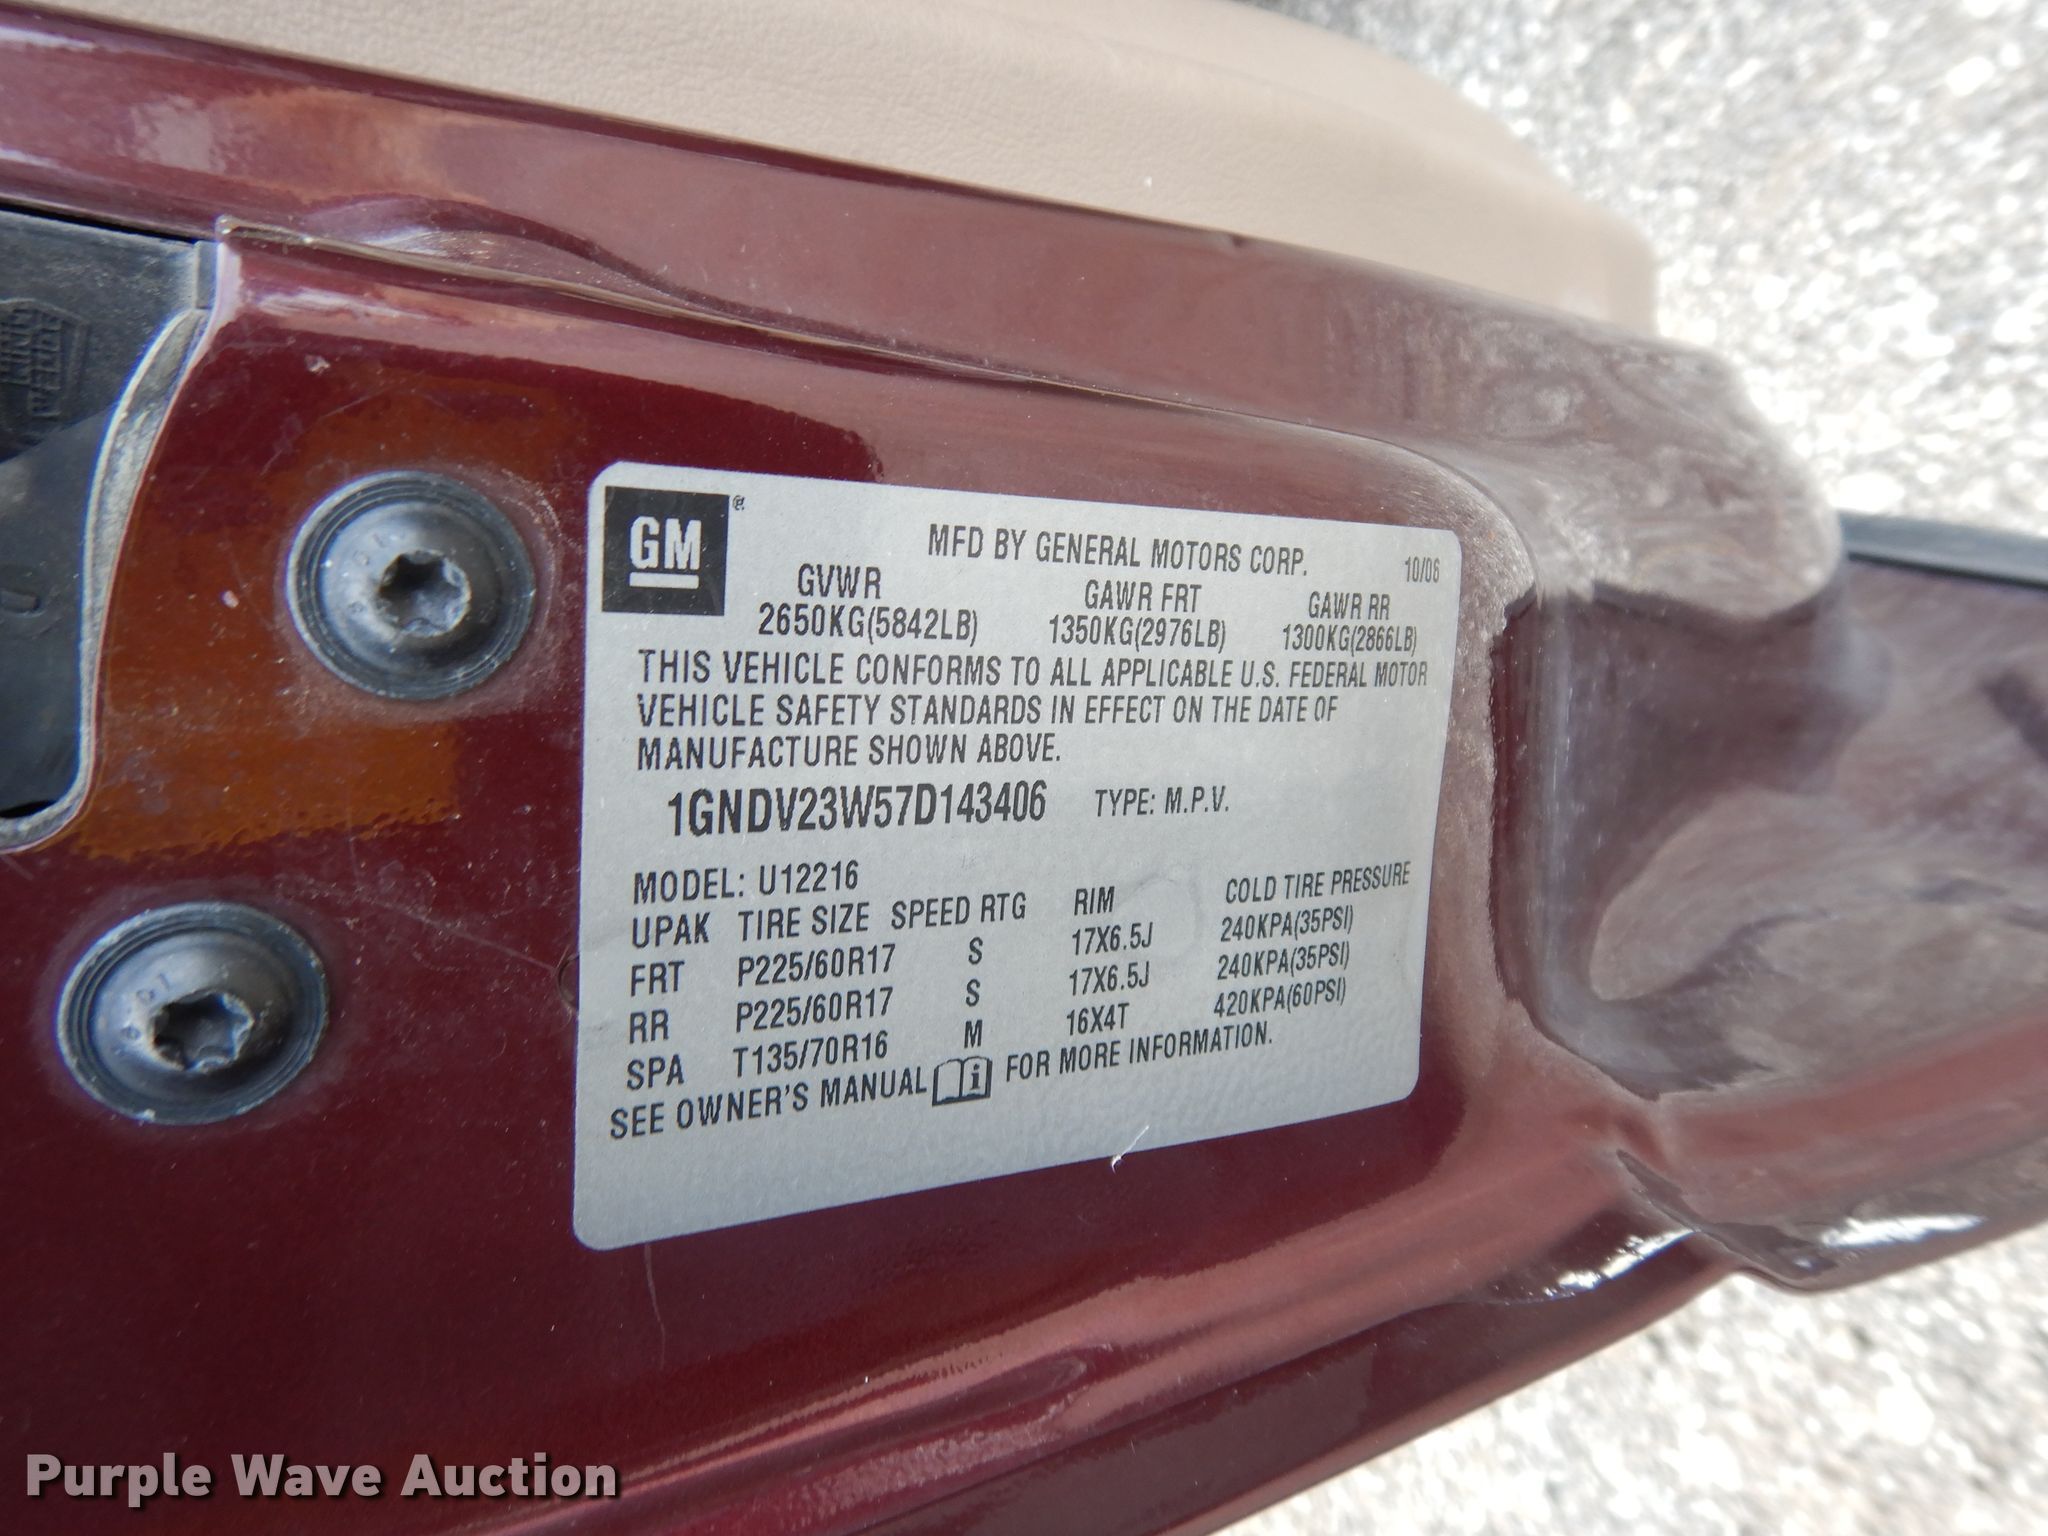 GM
MFD BY GENERAL MOTORS CORP.
10/06
GVWR GAWR FRT GAWR RR
2650KG(5842LB) 1350KG(2976LB) 1300KG(2866LB)
THIS VEHICLE CONFORMS TO ALL APPLICABLE U.S. FEDERAL MOTOR
VEHICLE SAFETY STANDARDS IN EFFECT ON THE DATE OF
MANUFACTURE SHOWN ABOVE.
1GNDV23W57D143406 TYPE: M.P.V.
MODEL: U12216
UPAK TIRE SIZE SPEED RTG RIM COLD TIRE PRESSURE
FRT P225/60R17 S 17X6.5J 240KPA(35PSI)
RR P225/60R17 S 17X6.5J 240KPA(35PSI)
SPA T135/70R16 M 16X4T 420KPA(60PSI)
SEE OWNER'S MANUAL i FOR MORE INFORMATION.
Purple Wave Auction